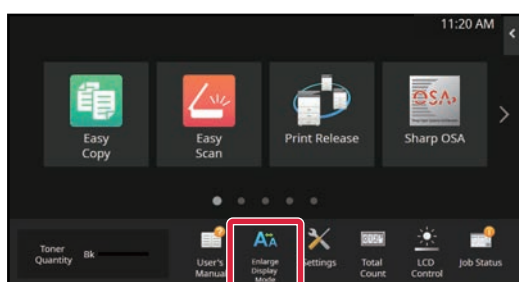 11:20 AM
Easy
Copy
Easy
Scan
Print Release
Sharp OSA
Toner
Quantity
Bk
User's
Manual
Enlarge
Display
Mode
Settings
Total
Count
LCD
Control
Job Status